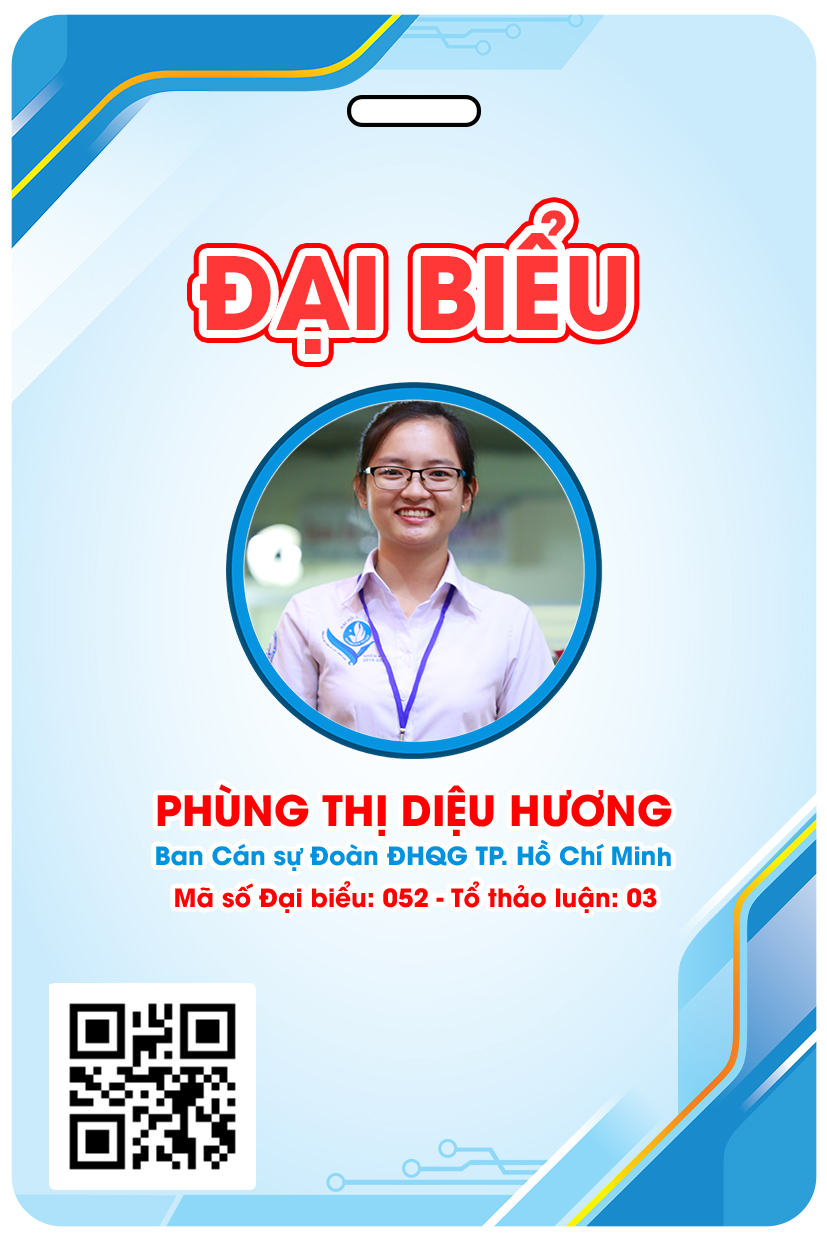 ĐẠI BIỂU
PHÙNG THỊ DIỆU HƯƠNG
Ban Cán sự Đoàn ĐHQG TP. Hồ Chí Minh
Mã số Đại biểu: 052 - Tổ thảo luận: 03